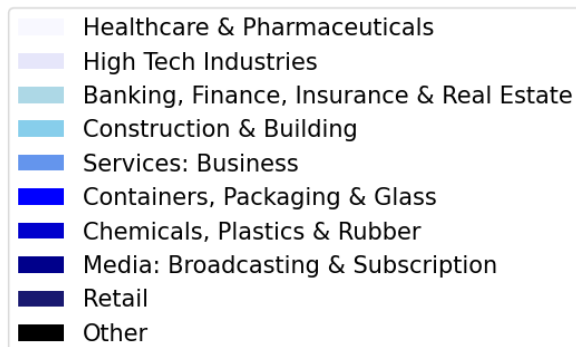 Healthcare & Pharmaceuticals
High Tech Industries
Banking, Finance, Insurance & Real Estate
Construction & Building
Services: Business
Containers, Packaging & Glass
Chemicals, Plastics & Rubber
Media: Broadcasting & Subscription
Retail
Other